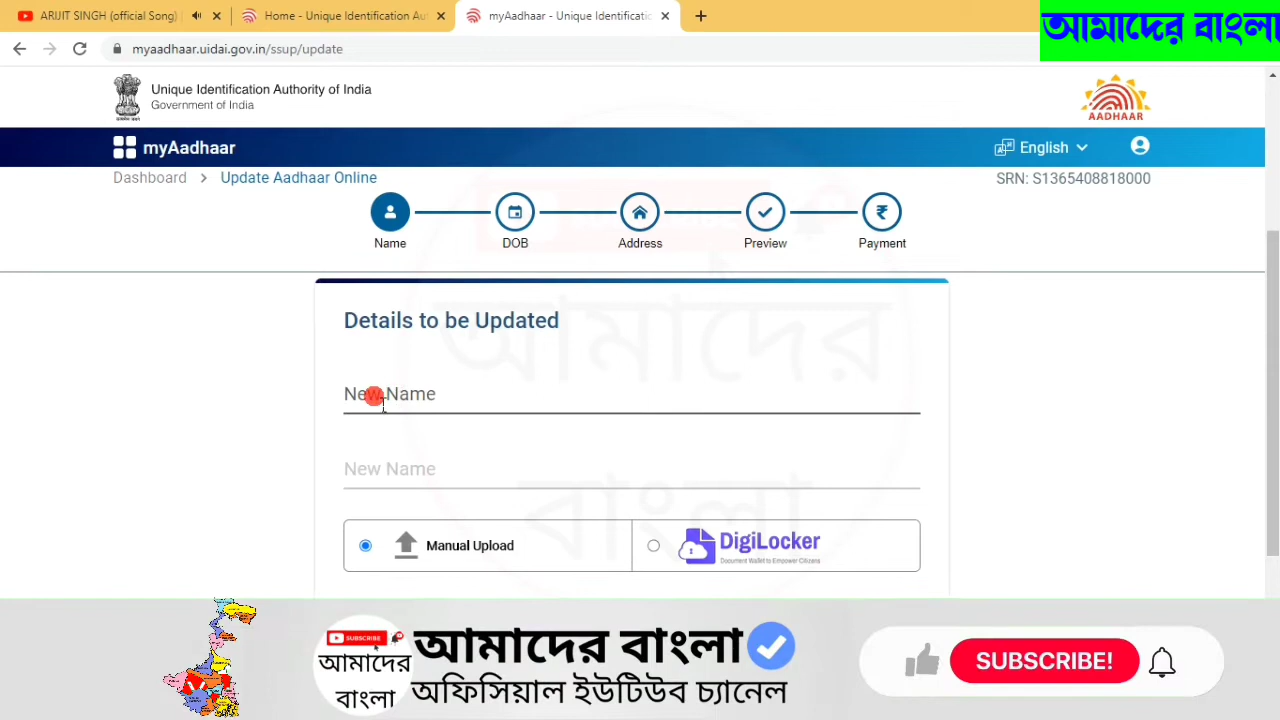 ARIJIT SINGH (official Song)
Home - Unique Identification Aut
myAadhaar - Unique Identificatic
আমাদের বাংলা
myaadhaar.uidai.gov.in/ssup/update
Unique Identification Authority of India
Government of India
AADHAAR
myAadhaar
English
Dashboard > Update Aadhaar Online
SRN: S1365408818000
Name
DOB
Address
Preview
Payment
Details to be Updated
New Name
New Name
Manual Upload
DigiLocker
Document Wallet to Empower Citizens
আমাদের
বাংলা
SUBSCRIBE
আমাদের
বাংলা
আমাদের বাংলা
অফিসিয়াল ইউটিউব চ্যানেল
SUBSCRIBE!